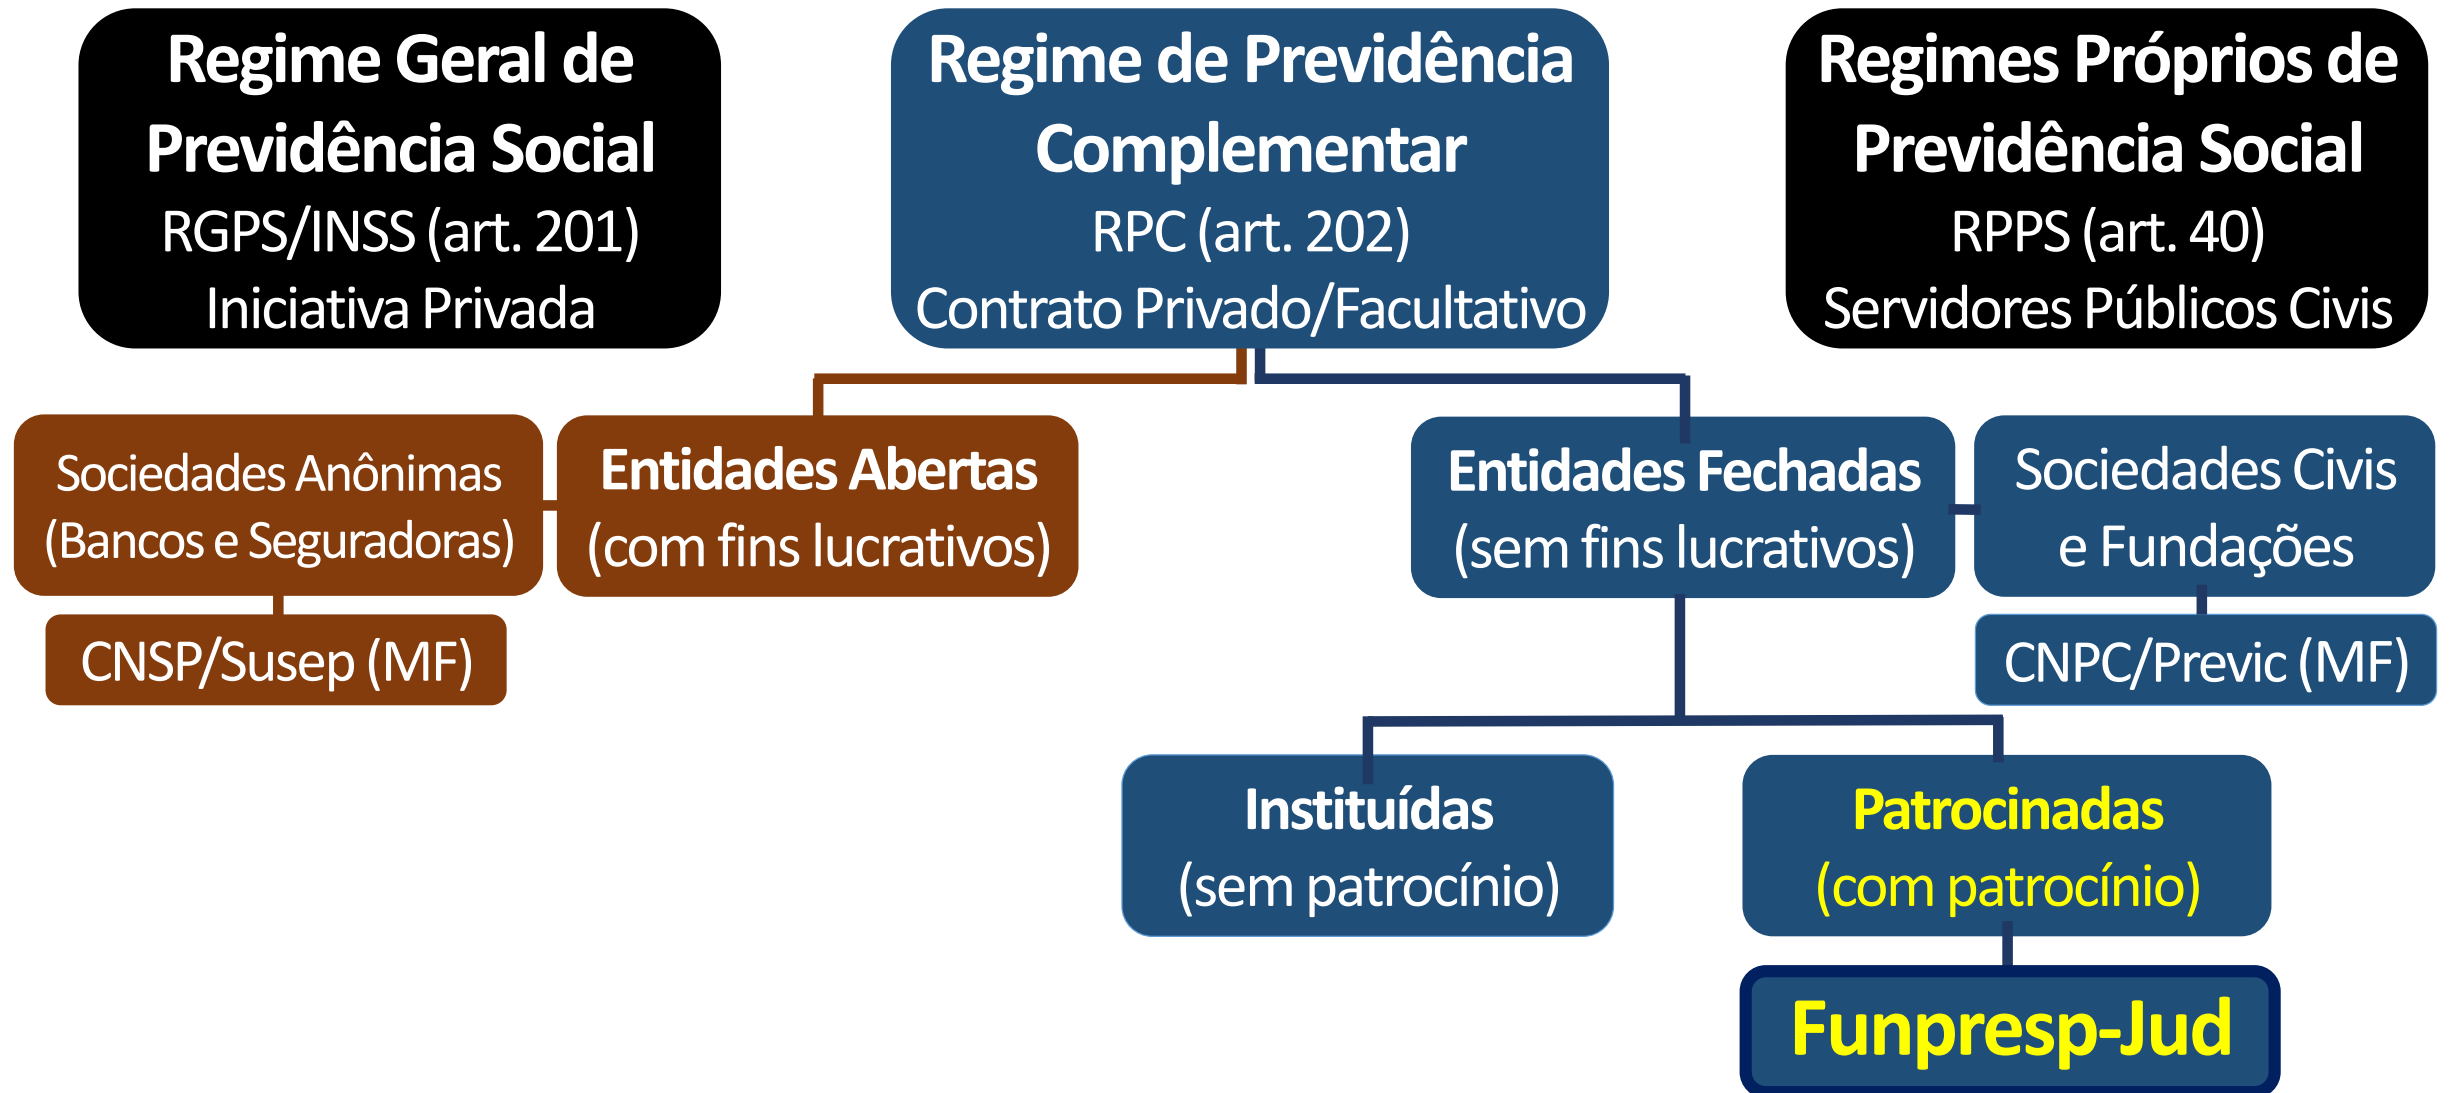 Regime Geral de
Previdência Social
RGPS/INSS (art. 201)
Iniciativa Privada
Regime de Previdência
Complementar
RPC (art. 202)
Contrato Privado/Facultativo
Regimes Próprios de
Previdência Social
RPPS (art. 40)
Servidores Públicos Civis
Sociedades Anônimas
(Bancos e Seguradoras)
Entidades Abertas
(com fins lucrativos)
Entidades Fechadas
(sem fins lucrativos)
Sociedades Civis
e Fundações
CNSP/Susep (MF)
CNPC/Previc (MF)
Instituídas
(sem patrocínio)
Patrocinadas
(com patrocínio)
Funpresp-Jud